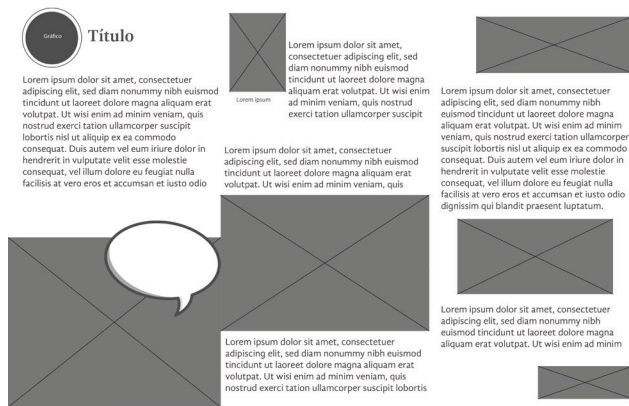 Gráfico
Título
Lorem ipsum dolor sit amet, consectetuer
adipiscing elit, sed diam nonummy nibh euismod
tincidunt ut laoreet dolore magna aliquam erat
volutpat. Ut wisi enim ad minim veniam, quis
nostrud exerci tation ullamcorper suscipit
lobortis nisl ut aliquip ex ea commodo
consequat. Duis autem vel eum iriure dolor in
hendrerit in vulputate velit esse molestie
consequat, vel illum dolore eu feugiat nulla
facilisis at vero eros et accumsan et iusto odio
Lorem ipsum
Lorem ipsum dolor sit amet,
consectetuer adipiscing elit, sed
diam nonummy nibh euismod
tincidunt ut laoreet dolore magna
aliquam erat volutpat. Ut wisi enim
ad minim veniam, quis nostrud
exerci tation ullamcorper suscipit
Lorem ipsum dolor sit amet, consectetuer
adipiscing elit, sed diam nonummy nibh euismod
tincidunt ut laoreet dolore magna aliquam erat
volutpat. Ut wisi enim ad minim veniam, quis
Lorem ipsum dolor sit amet, consectetuer
adipiscing elit, sed diam nonummy nibh euismod
tincidunt ut laoreet dolore magna aliquam erat
volutpat. Ut wisi enim ad minim veniam, quis
nostrud exerci tation ullamcorper suscipit lobortis
Lorem ipsum dolor sit amet, consectetuer
adipiscing elit, sed diam nonummy nibh euismod
tincidunt ut laoreet dolore magna aliquam erat
volutpat. Ut wisi enim ad minim veniam, quis
veniam, quis nostrud exerci tation ullamcorper
suscipit lobortis nisl ut aliquip ex ea commodo
consequat. Duis autem vel eum iriure dolor in
hendrerit in vulputate velit esse molestie
consequat, vel illum dolore eu feugiat nulla
facilisis at vero eros et accumsan et iusto odio
dignissim qui blandit praesent luptatum.
Lorem ipsum dolor sit amet, consectetuer
adipiscing elit, sed diam nonummy nibh euismod
tincidunt ut laoreet dolore magna
aliquam erat volutpat. Ut wisi enim ad minim